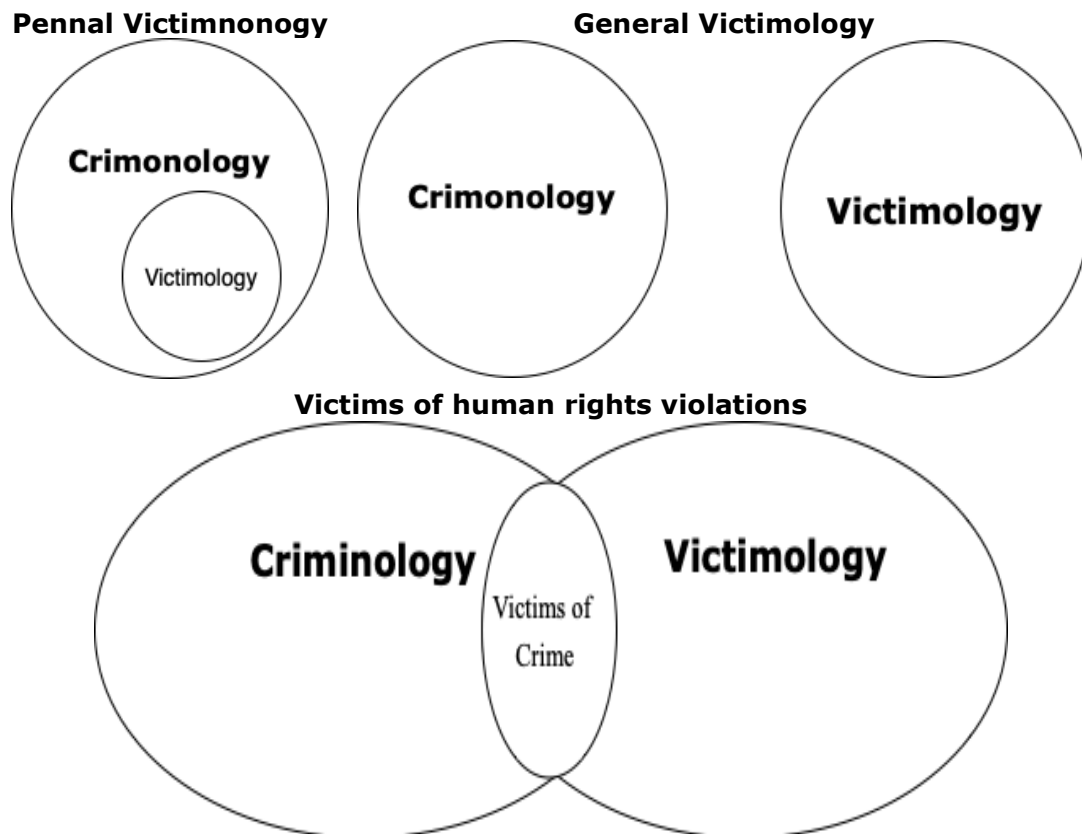 Pennal Victimnonogy
General Victimology
Crimonology
Victimology
Crimonology
Victimology
Victims of human rights violations
Criminology
Victimology
Victims of
Crime